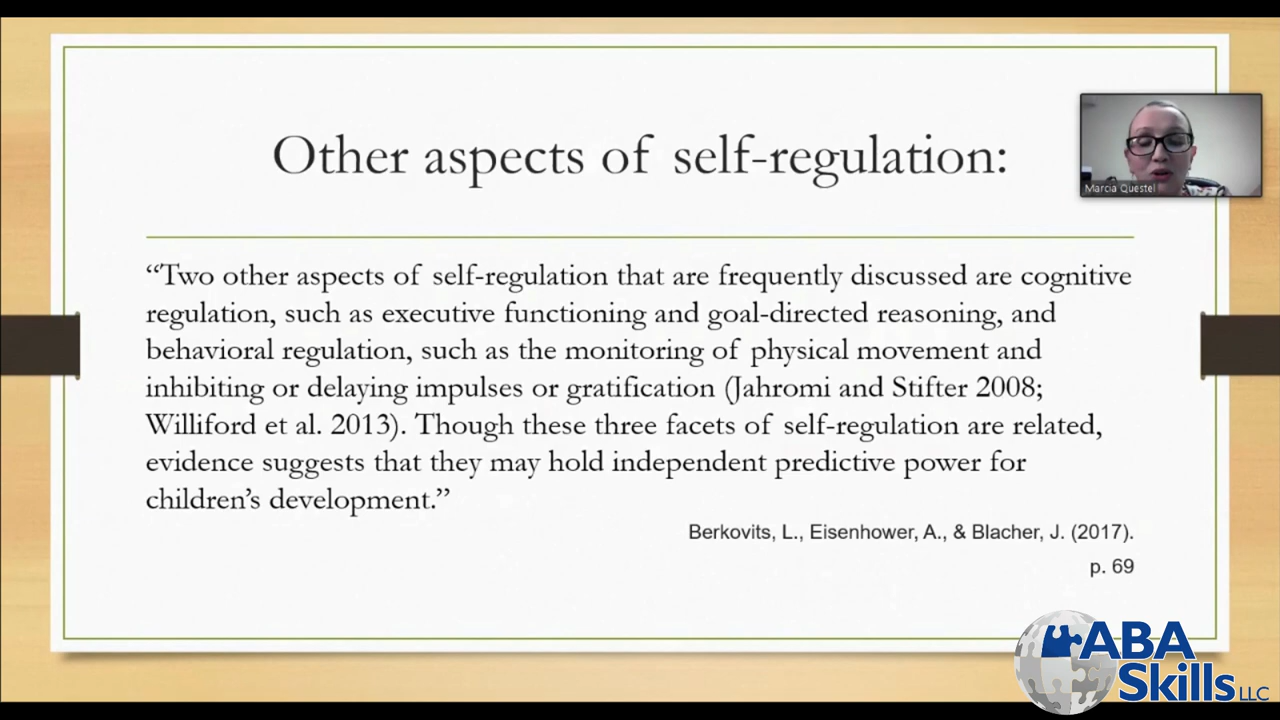 Other aspects of self-regulation:
Marcia Questel
“Two other aspects of self-regulation that are frequently discussed are cognitive
regulation, such as executive functioning and goal-directed reasoning, and
behavioral regulation, such as the monitoring of physical movement and
inhibiting or delaying impulses or gratification (Jahromi and Stifter 2008;
Williford et al. 2013). Though these three facets of self-regulation are related,
evidence suggests that they may hold independent predictive power for
children’s development.”
Berkovits, L., Eisenhower, A., & Blacher, J. (2017).
p. 69
ABA
Skills LLC